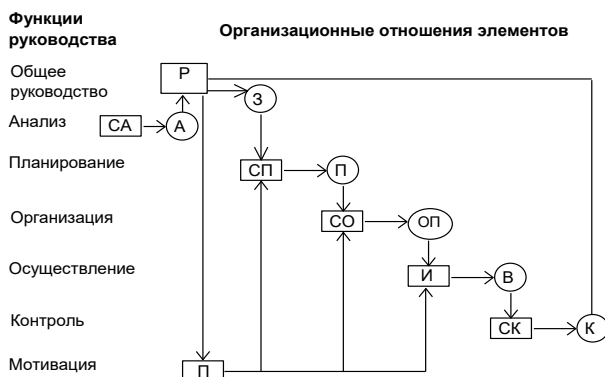 Функции
руководства
Организационные отношения элементов
Общее
руководство
Р
З
Анализ
СА
А
Планирование
СП
П
Организация
СО
ОП
Осуществление
И
В
Контроль
СК
К
Мотивация
П